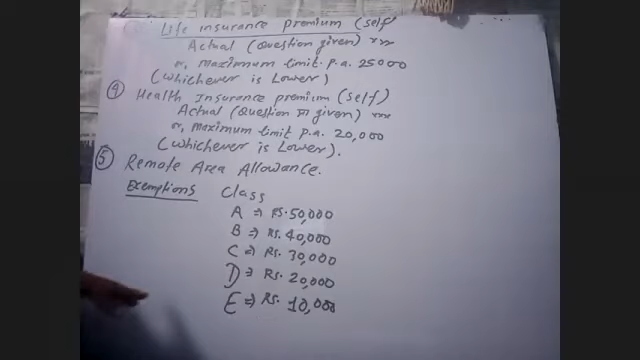 Life insurance premium (self
Actual (Question given) xxx
or, Maximum limit p.a. 25000
(Whichever is Lower)
④ Health Insurance premium (self)
Actual (Question given) xxx
or, Maximum limit p.a. 20,000
(Whichever is Lower).
⑤ Remote Area Allowance.
Exemptions Class
A => Rs. 50,000
B => Rs. 40,000
C => Rs. 30,000
D => Rs. 20,000
E => Rs. 10,000